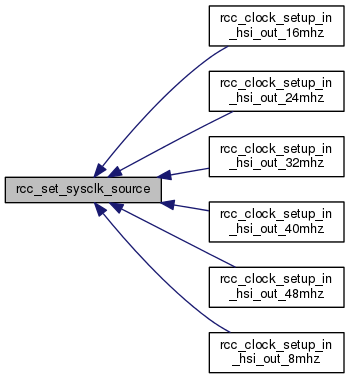 rcc_clock_setup_in
_hsi_out_16mhz
rcc_clock_setup_in
_hsi_out_24mhz
rcc_clock_setup_in
_hsi_out_32mhz
rcc_set_sysclk_source
rcc_clock_setup_in
_hsi_out_40mhz
rcc_clock_setup_in
_hsi_out_48mhz
rcc_clock_setup_in
_hsi_out_8mhz